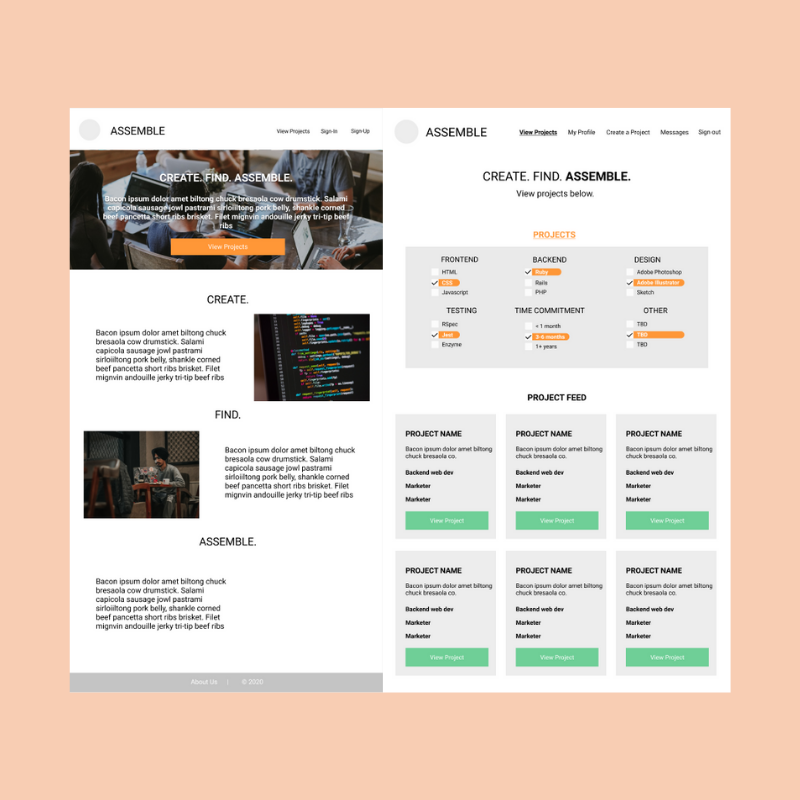 ASSEMBLE
View Projects Sign-In Sign-Up
CREATE. FIND. ASSEMBLE.
Bacon ipsum dolor amet biltong chuck bresaola cow drumstick. Salami
capicola sausage jowl pastrami sirloiiltong pork belly, shankle corned
beef pancetta short ribs brisket. Filet mignvin andouille jerky tri-tip beef
ribs
View Projects
CREATE.
Bacon ipsum dolor amet biltong chuck
bresaola cow drumstick. Salami
capicola sausage jowl pastrami
sirloiiltong pork belly, shankle corned
beef pancetta short ribs brisket. Filet
mignvin andouille jerky tri-tip beef ribs
FIND.
Bacon ipsum dolor amet biltong chuck
bresaola cow drumstick. Salami
capicola sausage jowl pastrami
sirloiiltong pork belly, shankle corned
beef pancetta short ribs brisket. Filet
mignvin andouille jerky tri-tip beef ribs
ASSEMBLE.
Bacon ipsum dolor amet biltong chuck
bresaola cow drumstick. Salami
capicola sausage jowl pastrami
sirloiiltong pork belly, shankle corned
beef pancetta short ribs brisket. Filet
mignvin andouille jerky tri-tip beef ribs
About Us | © 2020
ASSEMBLE
View Projects My Profile Create a Project Messages Sign-out
CREATE. FIND. ASSEMBLE.
View projects below.
PROJECTS
FRONTEND BACKEND DESIGN
HTML Ruby Adobe Photoshop
CSS Rails Adobe Illustrator
Javascript PHP Sketch
TESTING TIME COMMITMENT OTHER
RSpec < 1 month TBD
Jest 3-6 months TBD
Enzyme 1+ years TBD
PROJECT FEED
PROJECT NAME PROJECT NAME PROJECT NAME
Bacon ipsum dolor amet biltong Bacon ipsum dolor amet biltong Bacon ipsum dolor amet biltong
chuck bresaola co. chuck bresaola co. chuck bresaola co.
Backend web dev Backend web dev Backend web dev
Marketer Marketer Marketer
Marketer Marketer Marketer
View Project View Project View Project
PROJECT NAME PROJECT NAME PROJECT NAME
Bacon ipsum dolor amet biltong Bacon ipsum dolor amet biltong Bacon ipsum dolor amet biltong
chuck bresaola co. chuck bresaola co. chuck bresaola co.
Backend web dev Backend web dev Backend web dev
Marketer Marketer Marketer
Marketer Marketer Marketer
View Project View Project View Project